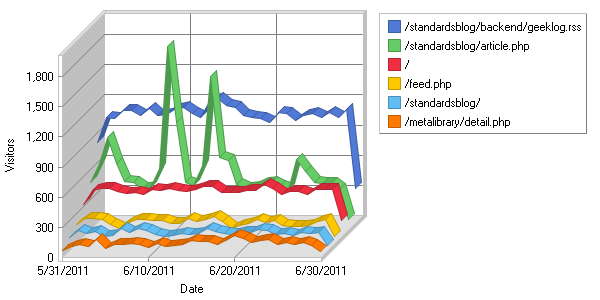 /standardsblog/backend/geeklog.rss
/standardsblog/article.php
/
/feed.php
/standardsblog/
/metalibrary/detail.php
1,800
1,500
1,200
900
600
300
0
Visitors
5/31/2011 6/10/2011 6/20/2011 6/30/2011
Date